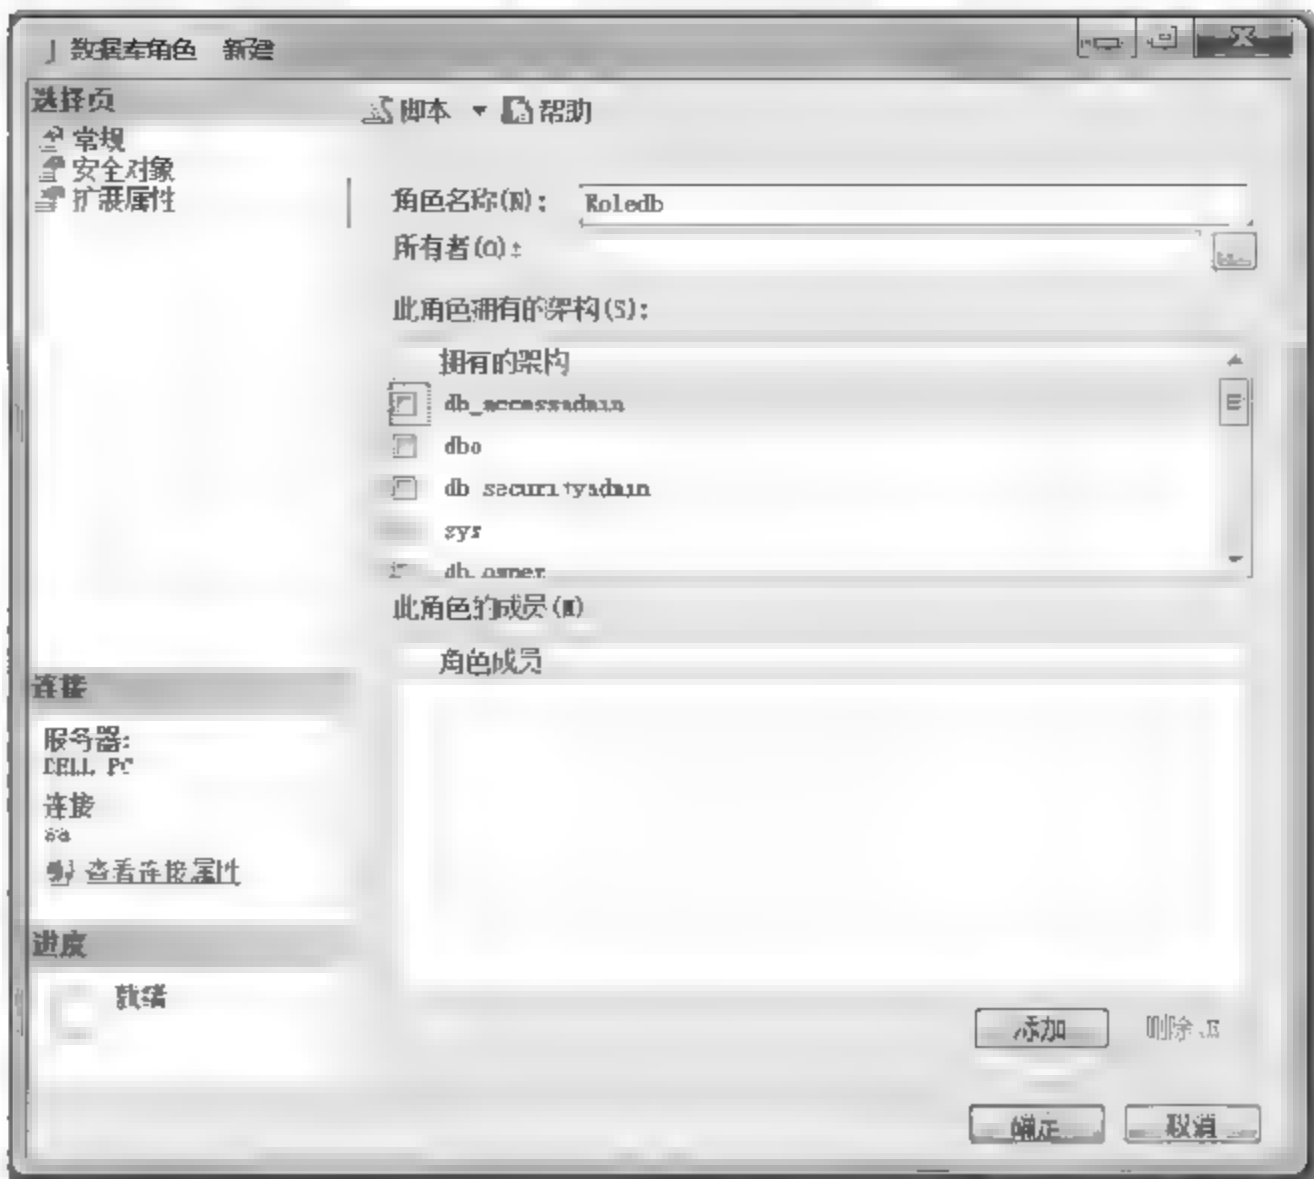 数据库角色 新建
选择页
常规
安全对象
扩展属性
脚本 帮助
角色名称(N): Roledb
所有者(O):
此角色拥有的架构(S):
拥有的架构
db_accessadmin
dbo
db_securityadmin
sys
db_owner
此角色的成员(M)
角色成员
连接
服务器:
DELL-PC
连接
sa
查看连接属性
进度
就绪
添加 删除
确定 取消